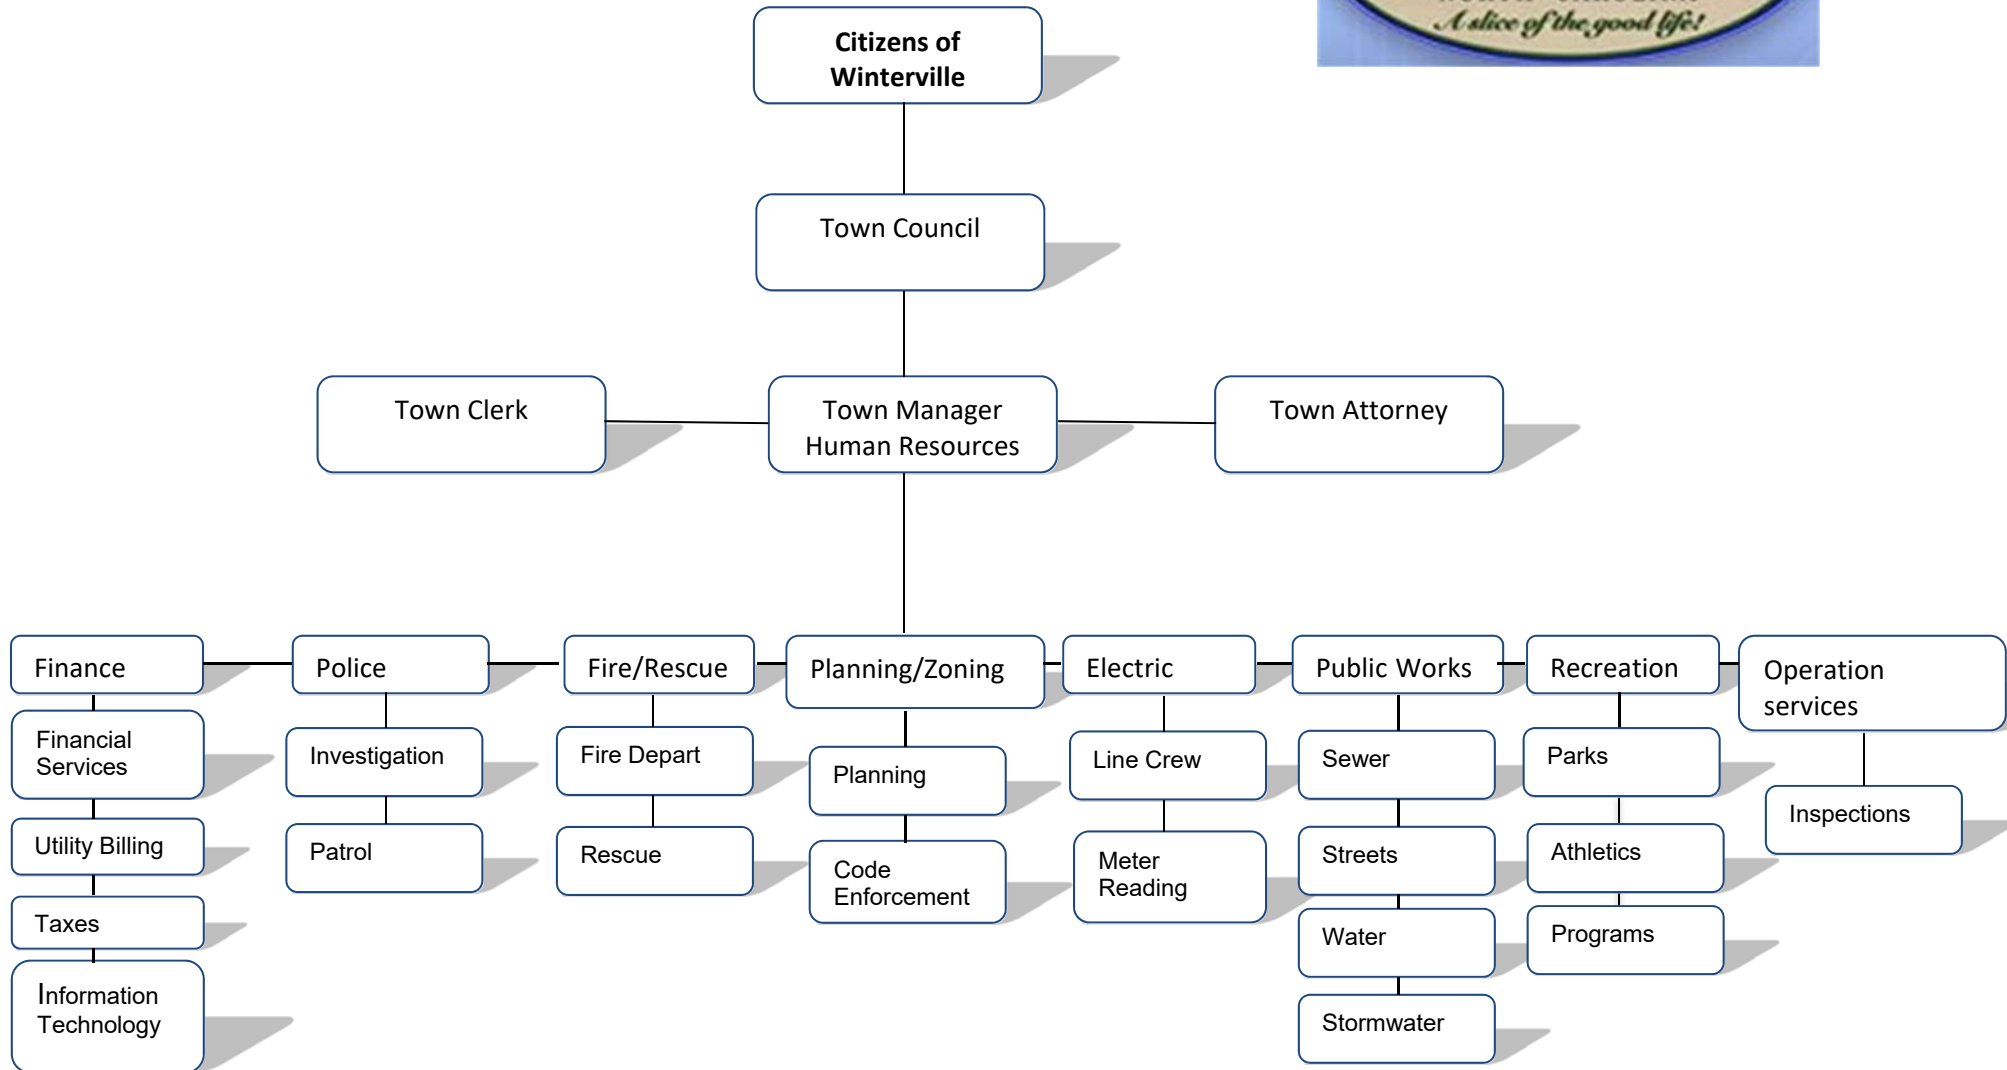 A slice of the good life!
Citizens of
Winterville
Town Council
Town Clerk
Town Manager
Human Resources
Town Attorney
Finance
Police
Fire/Rescue
Planning/Zoning
Electric
Public Works
Recreation
Operation
services
Financial
Services
Utility Billing
Taxes
Information
Technology
Investigation
Patrol
Fire Depart
Rescue
Planning
Code
Enforcement
Line Crew
Meter
Reading
Sewer
Streets
Water
Stormwater
Parks
Athletics
Programs
Inspections